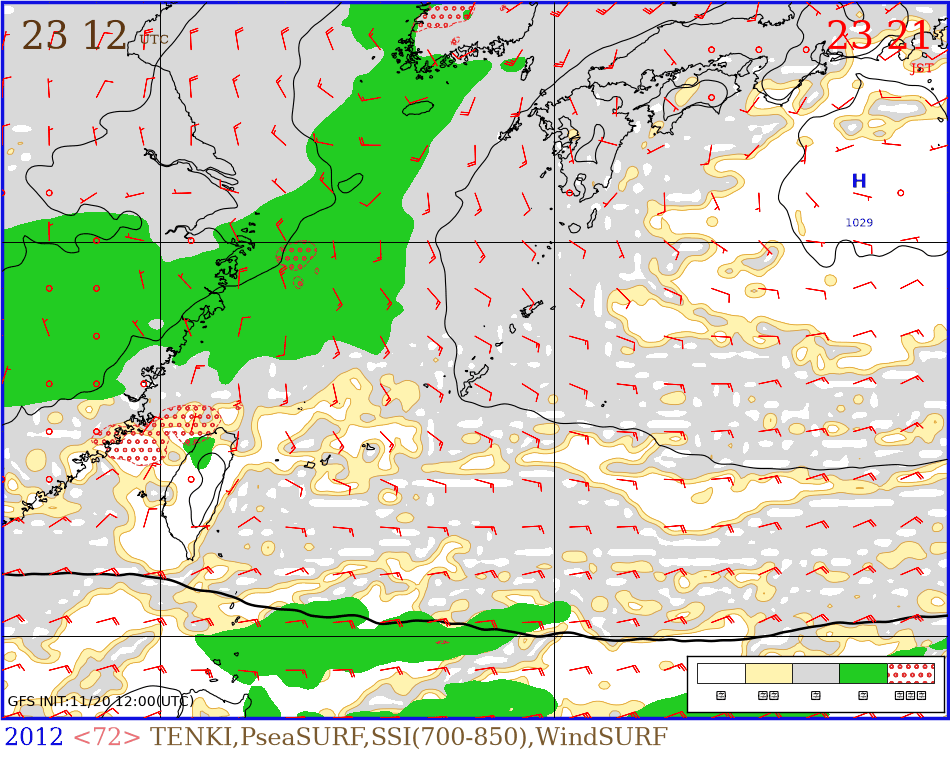 23 12 UTC
23 21
JST
H
1029
GFS INIT:11/20 12:00(UTC)
2012 <72> TENKI,PseaSURF,SSI(700-850),WindSURF